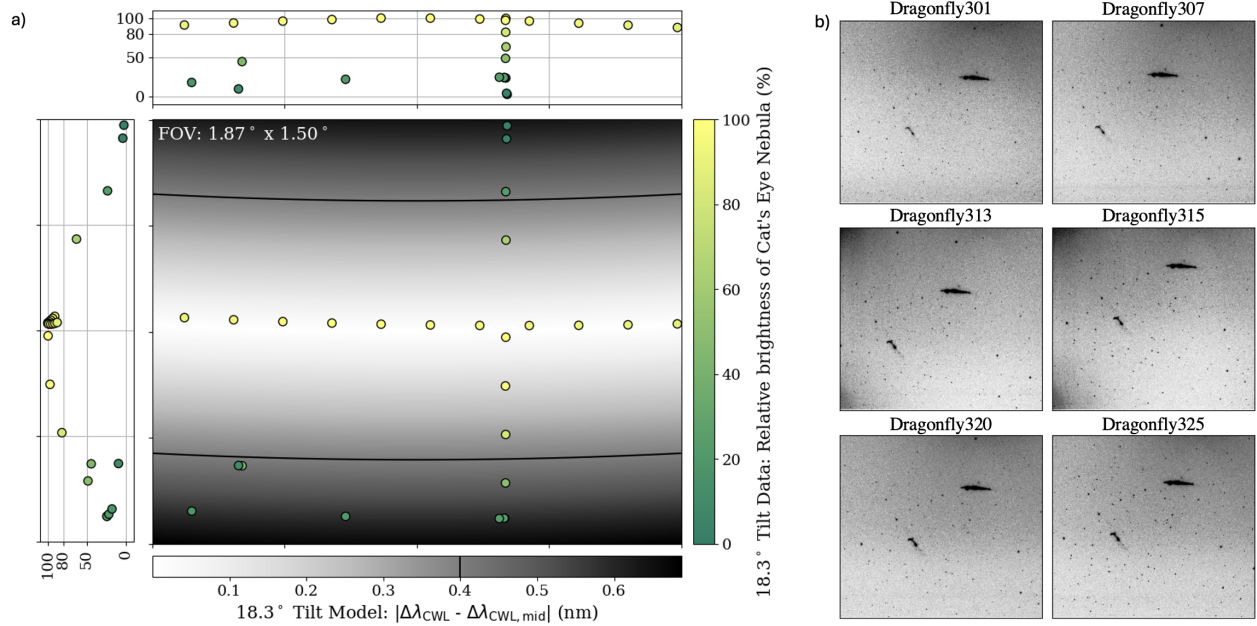 a)
100
80
50
0
FOV: 1.87° x 1.50°
100
80
50
0
100
80
60
40
20
0
18.3° Tilt Data: Relative brightness of Cat's Eye Nebula (%)
0.1
0.2
0.3
0.4
0.5
0.6
18.3° Tilt Model: |Δλ_CWL - Δλ_CWL, mid| (nm)
b)
Dragonfly301
Dragonfly307
Dragonfly313
Dragonfly315
Dragonfly320
Dragonfly325